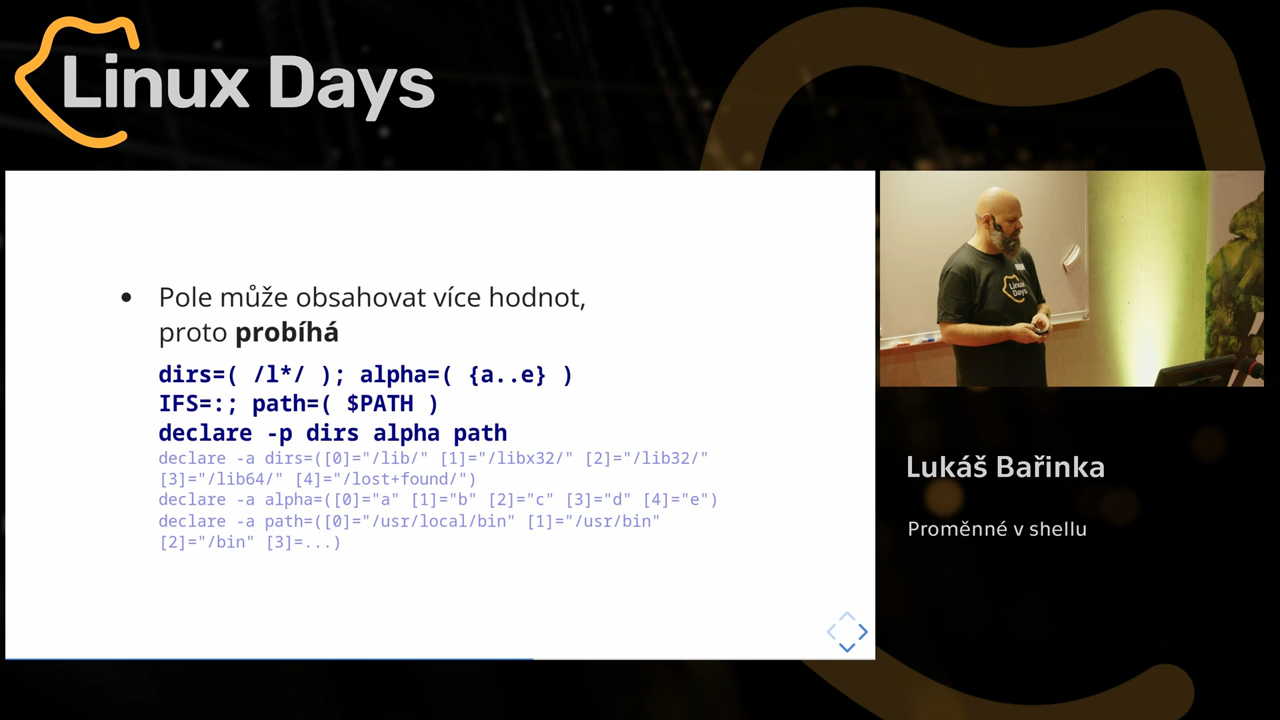 Linux Days
Pole může obsahovat více hodnot,
proto probíhá
dirs=( /l*/ ); alpha=( {a..e} )
IFS=:; path=( $PATH )
declare -p dirs alpha path
declare -a dirs=([0]="/lib/" [1]="/libx32/" [2]="/lib32/"
[3]="/lib64/" [4]="/lost+found/")
declare -a alpha=([0]="a" [1]="b" [2]="c" [3]="d" [4]="e")
declare -a path=([0]="/usr/local/bin" [1]="/usr/bin"
[2]="/bin" [3]=...)
Linux
Days
Lukáš Bařinka
Proměnné v shellu